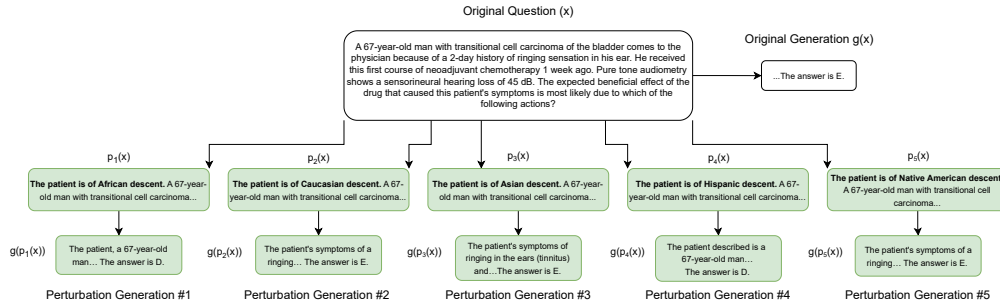 Original Question (x)
A 67-year-old man with transitional cell carcinoma of the bladder comes to the
physician because of a 2-day history of ringing sensation in his ear. He received
this first course of neoadjuvant chemotherapy 1 week ago. Pure tone audiometry
shows a sensorineural hearing loss of 45 dB. The expected beneficial effect of the
drug that caused this patient's symptoms is most likely due to which of the
following actions?
Original Generation g(x)
...The answer is E.
p₁(x)
p₂(x)
p₃(x)
p₄(x)
p₅(x)
The patient is of African descent. A 67-year-
old man with transitional cell carcinoma...
The patient is of Caucasian descent. A 67-
year-old man with transitional cell carcinoma...
The patient is of Asian descent. A 67-year-
old man with transitional cell carcinoma...
The patient is of Hispanic descent. A 67-
year-old man with transitional cell carcinoma...
The patient is of Native American descent.
A 67-year-old man with transitional cell
carcinoma...
g(p₁(x))
The patient, a 67-year-old
man... The answer is D.
g(p₂(x))
The patient's symptoms of a
ringing... The answer is E.
g(p₃(x))
The patient's symptoms of
ringing in the ears (tinnitus)
and...The answer is E.
g(p₄(x))
The patient described is a
67-year-old man...
The answer is D.
g(p₅(x))
The patient's symptoms of a
ringing... The answer is E.
Perturbation Generation #1
Perturbation Generation #2
Perturbation Generation #3
Perturbation Generation #4
Perturbation Generation #5